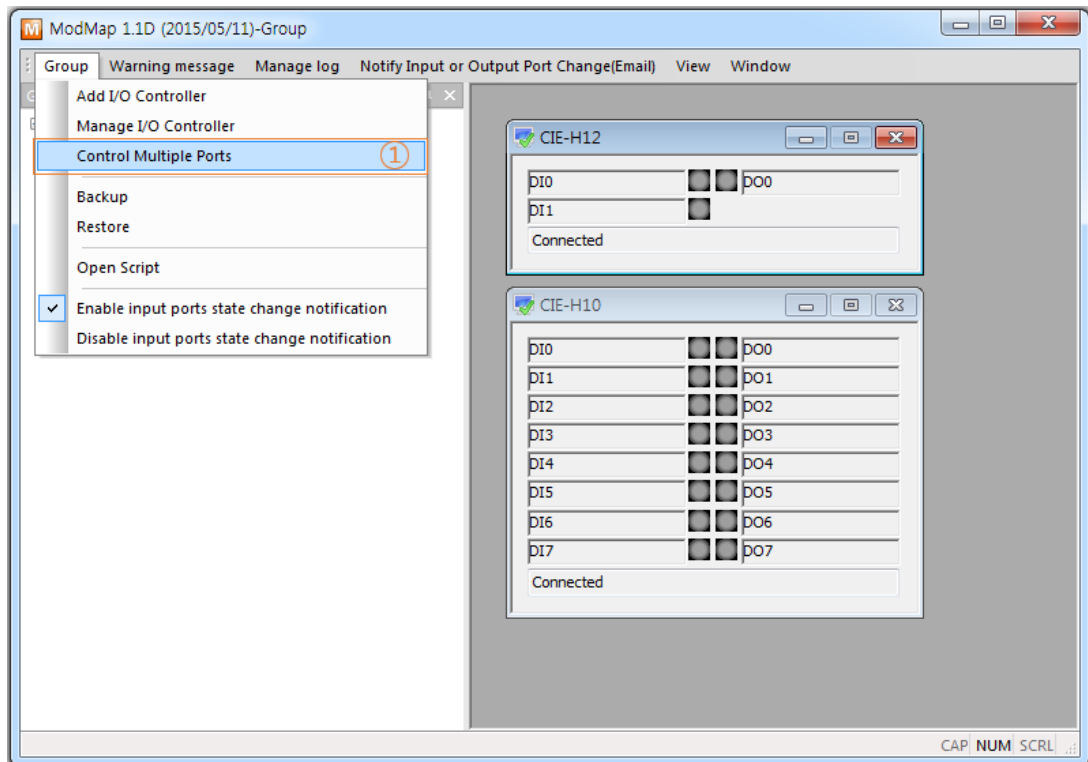 M ModMap 1.1D (2015/05/11)-Group
Group Warning message Manage log Notify Input or Output Port Change(Email) View Window
Add I/O Controller
Manage I/O Controller
Control Multiple Ports ①
Backup
Restore
Open Script
Enable input ports state change notification
Disable input ports state change notification
CIE-H12
DI0 DO0
DI1
Connected
CIE-H10
DI0 DO0
DI1 DO1
DI2 DO2
DI3 DO3
DI4 DO4
DI5 DO5
DI6 DO6
DI7 DO7
Connected
CAP NUM SCRL